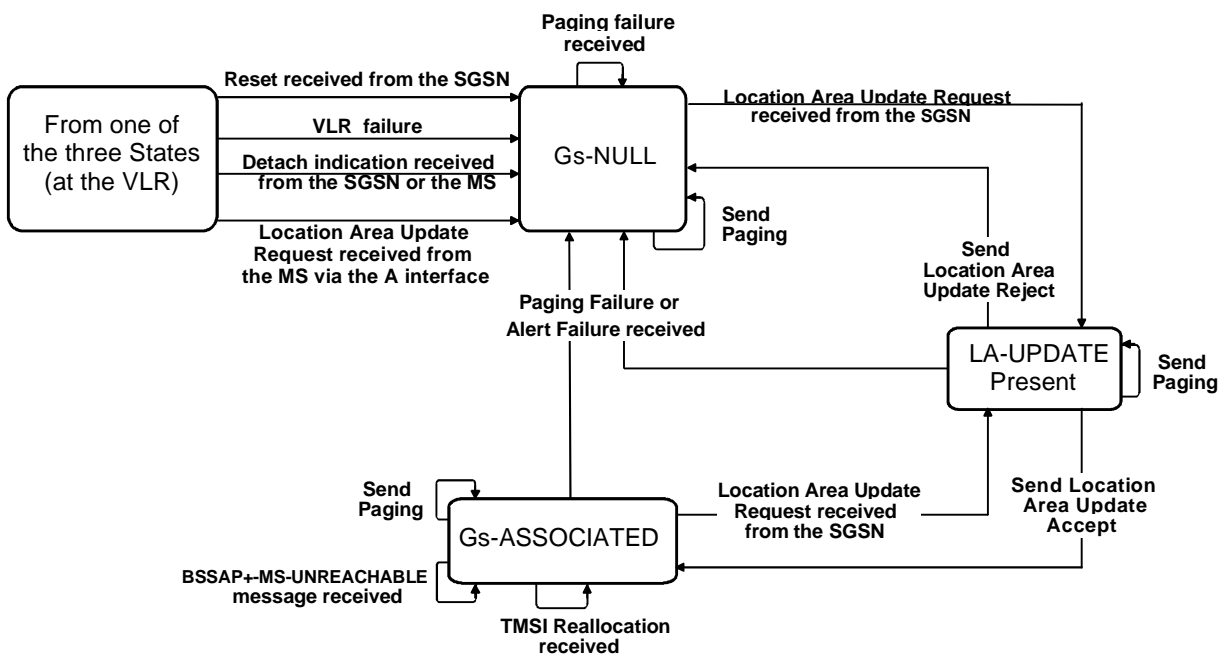 Paging failure
received
Reset received from the SGSN
VLR failure
Detach indication received
from the SGSN or the MS
Location Area Update
Request received from
the MS via the A interface
From one of
the three States
(at the VLR)
Gs-NULL
Location Area Update Request
received from the SGSN
Send
Paging
Send
Location Area
Update Reject
Paging Failure or
Alert Failure received
LA-UPDATE
Present
Send
Paging
Send
Paging
Gs-ASSOCIATED
Location Area Update
Request received
from the SGSN
Send Location
Area Update
Accept
BSSAP+-MS-UNREACHABLE
message received
TMSI Reallocation
received